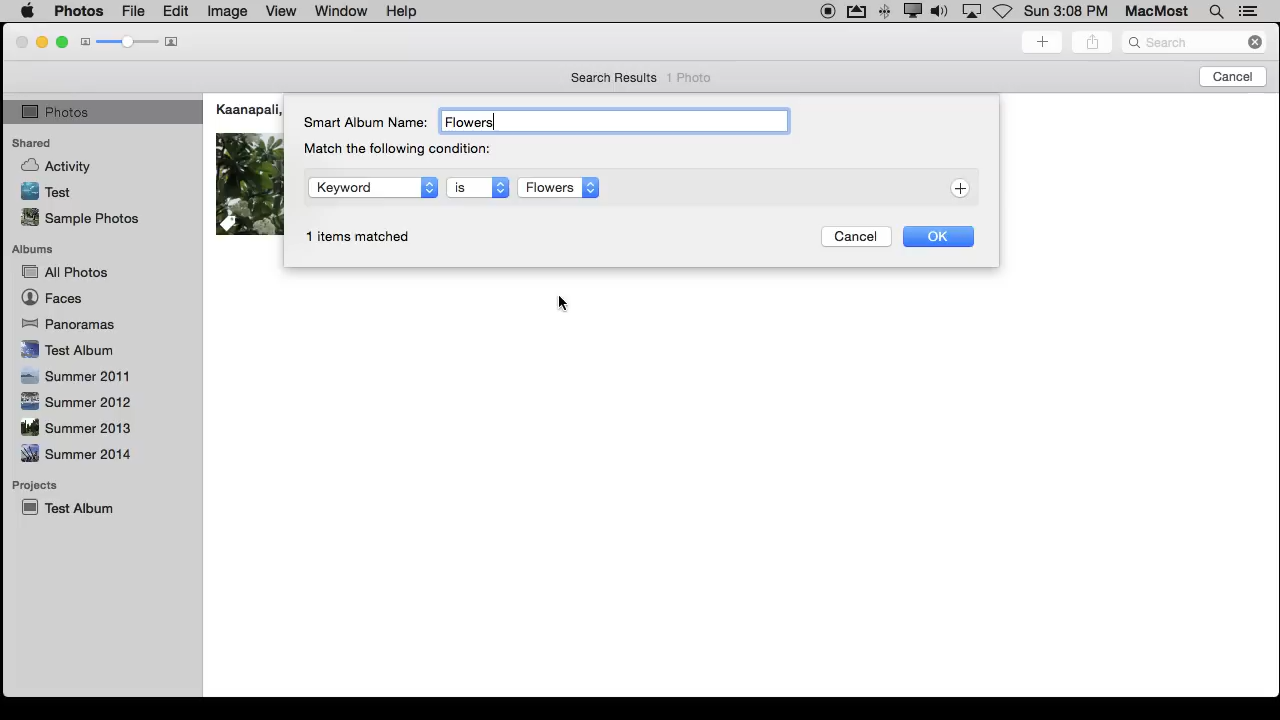 Photos File Edit Image View Window Help Sun 3:08 PM MacMost
Search
Search Results 1 Photo Cancel
Photos
Shared
Activity
Test
Sample Photos
Albums
All Photos
Faces
Panoramas
Test Album
Summer 2011
Summer 2012
Summer 2013
Summer 2014
Projects
Test Album
Kaanapali,
Smart Album Name: Flowers
Match the following condition:
Keyword is Flowers
1 items matched Cancel OK